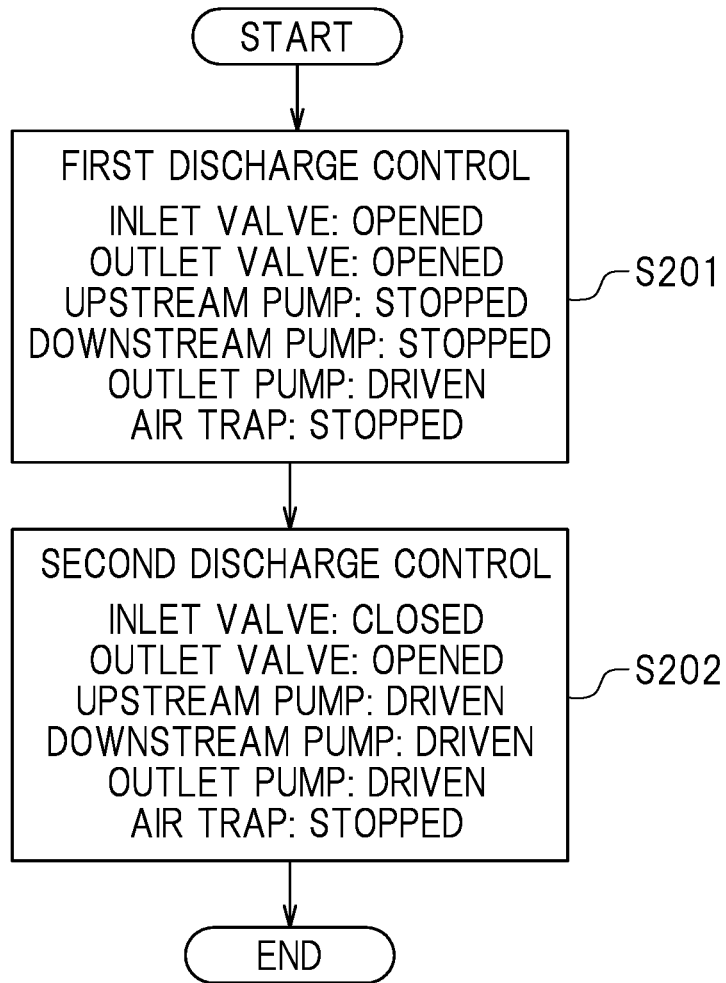 START
FIRST DISCHARGE CONTROL
INLET VALVE: OPENED
OUTLET VALVE: OPENED
UPSTREAM PUMP: STOPPED
DOWNSTREAM PUMP: STOPPED
OUTLET PUMP: DRIVEN
AIR TRAP: STOPPED
S201
SECOND DISCHARGE CONTROL
INLET VALVE: CLOSED
OUTLET VALVE: OPENED
UPSTREAM PUMP: DRIVEN
DOWNSTREAM PUMP: DRIVEN
OUTLET PUMP: DRIVEN
AIR TRAP: STOPPED
S202
END